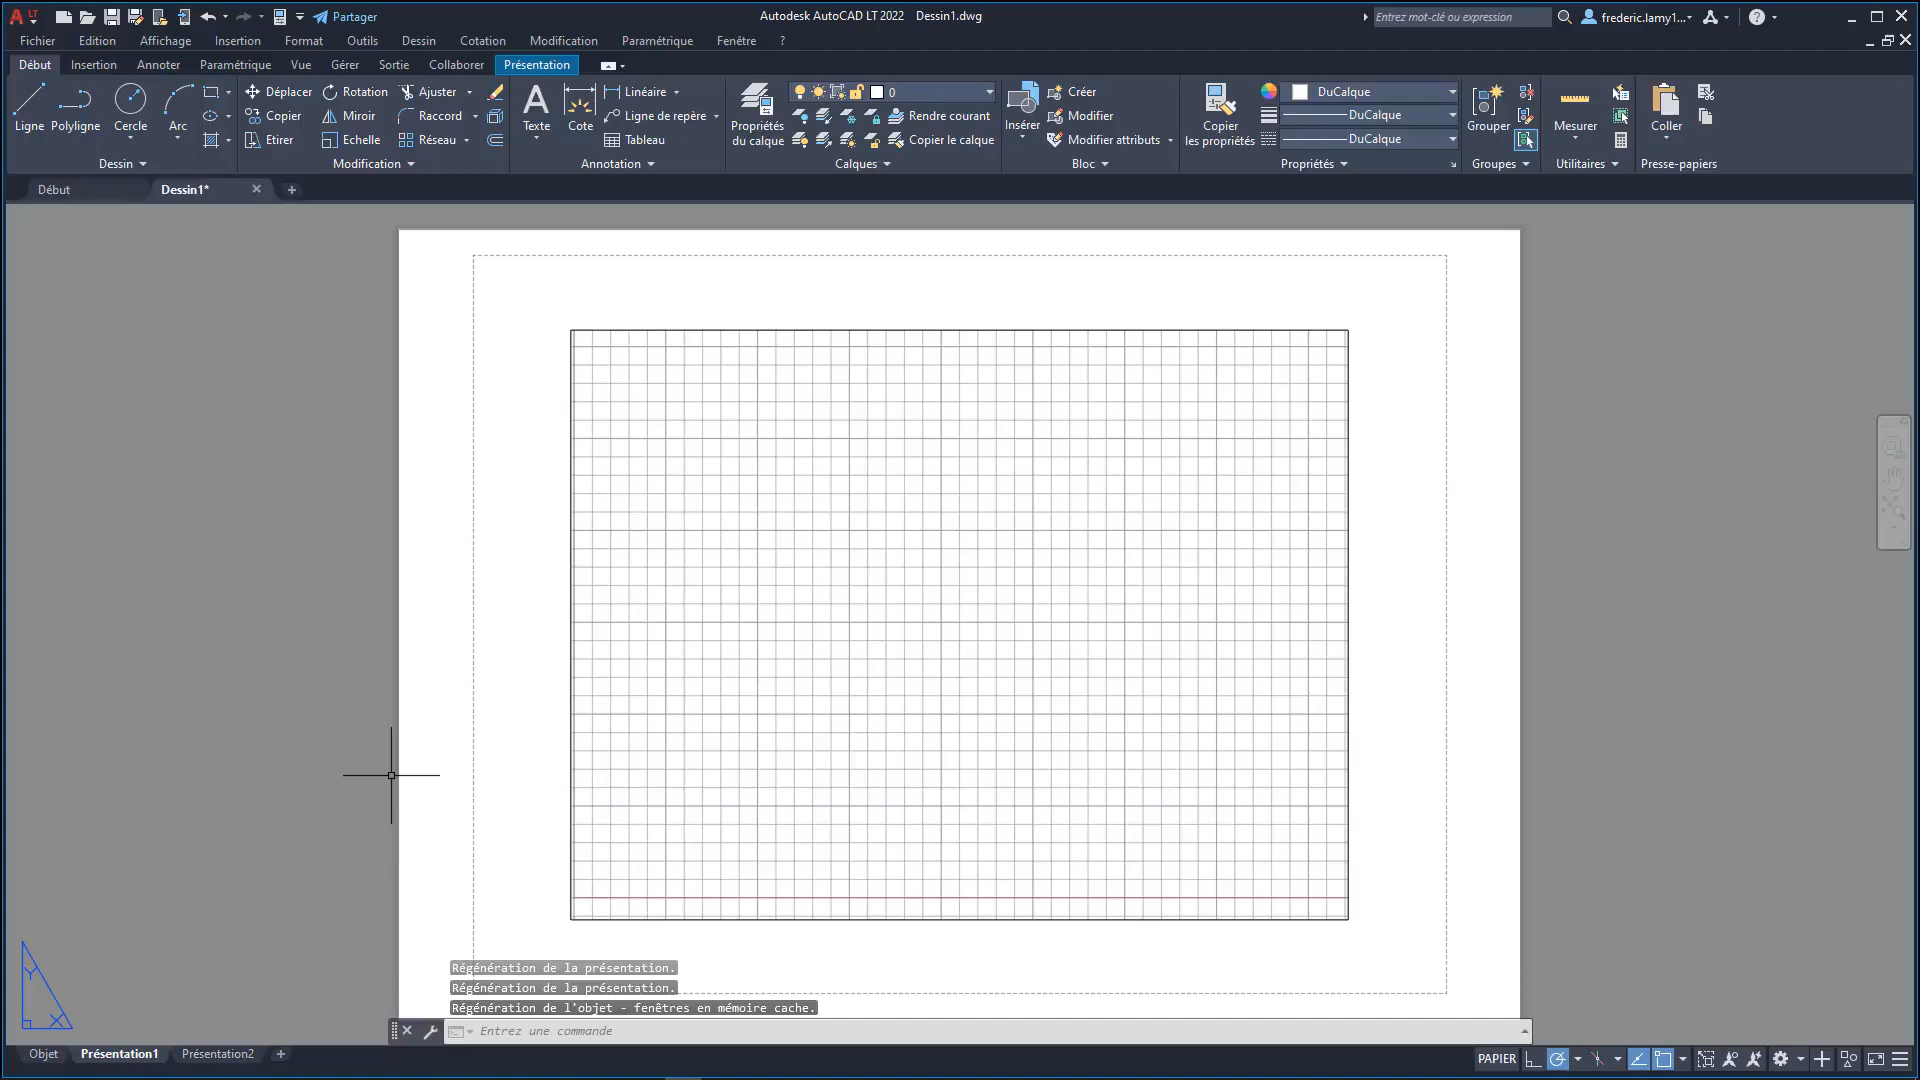 A LT Partager Autodesk AutoCAD LT 2022 Dessin1.dwg Entrez mot-clé ou expression frederic.lamy1...
Fichier Edition Affichage Insertion Format Outils Dessin Cotation Modification Paramétrique Fenêtre ?
Début Insertion Annoter Paramétrique Vue Gérer Sortie Collaborer Présentation
Ligne Polyligne Cercle Arc
Déplacer Rotation Ajuster
Copier Miroir Raccord
Etirer Echelle Réseau
Texte Cote
Linéaire
Ligne de repère
Tableau
Propriétés
du calque
0
Rendre courant
Copier le calque
Insérer
Créer
Modifier
Modifier attributs
Copier
les propriétés
DuCalque
DuCalque
DuCalque
Grouper
Mesurer
Coller
Dessin Modification Annotation Calques Bloc Propriétés Groupes Utilitaires Presse-papiers
Début Dessin1*
Y
X
Régénération de la présentation.
Régénération de la présentation.
Régénération de l'objet - fenêtres en mémoire cache.
Entrez une commande
Objet Présentation1 Présentation2 + PAPIER